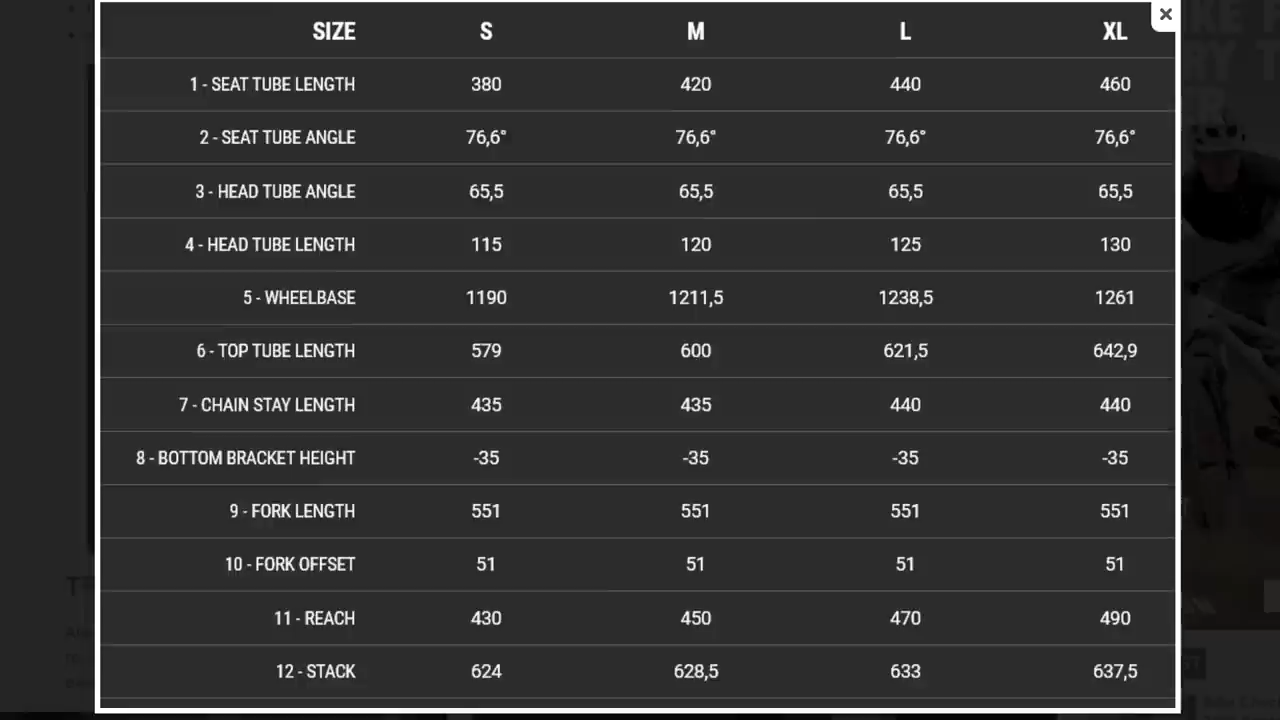 SIZE S M L XL
1 - SEAT TUBE LENGTH 380 420 440 460
2 - SEAT TUBE ANGLE 76,6° 76,6° 76,6° 76,6°
3 - HEAD TUBE ANGLE 65,5 65,5 65,5 65,5
4 - HEAD TUBE LENGTH 115 120 125 130
5 - WHEELBASE 1190 1211,5 1238,5 1261
6 - TOP TUBE LENGTH 579 600 621,5 642,9
7 - CHAIN STAY LENGTH 435 435 440 440
8 - BOTTOM BRACKET HEIGHT -35 -35 -35 -35
9 - FORK LENGTH 551 551 551 551
10 - FORK OFFSET 51 51 51 51
11 - REACH 430 450 470 490
12 - STACK 624 628,5 633 637,5